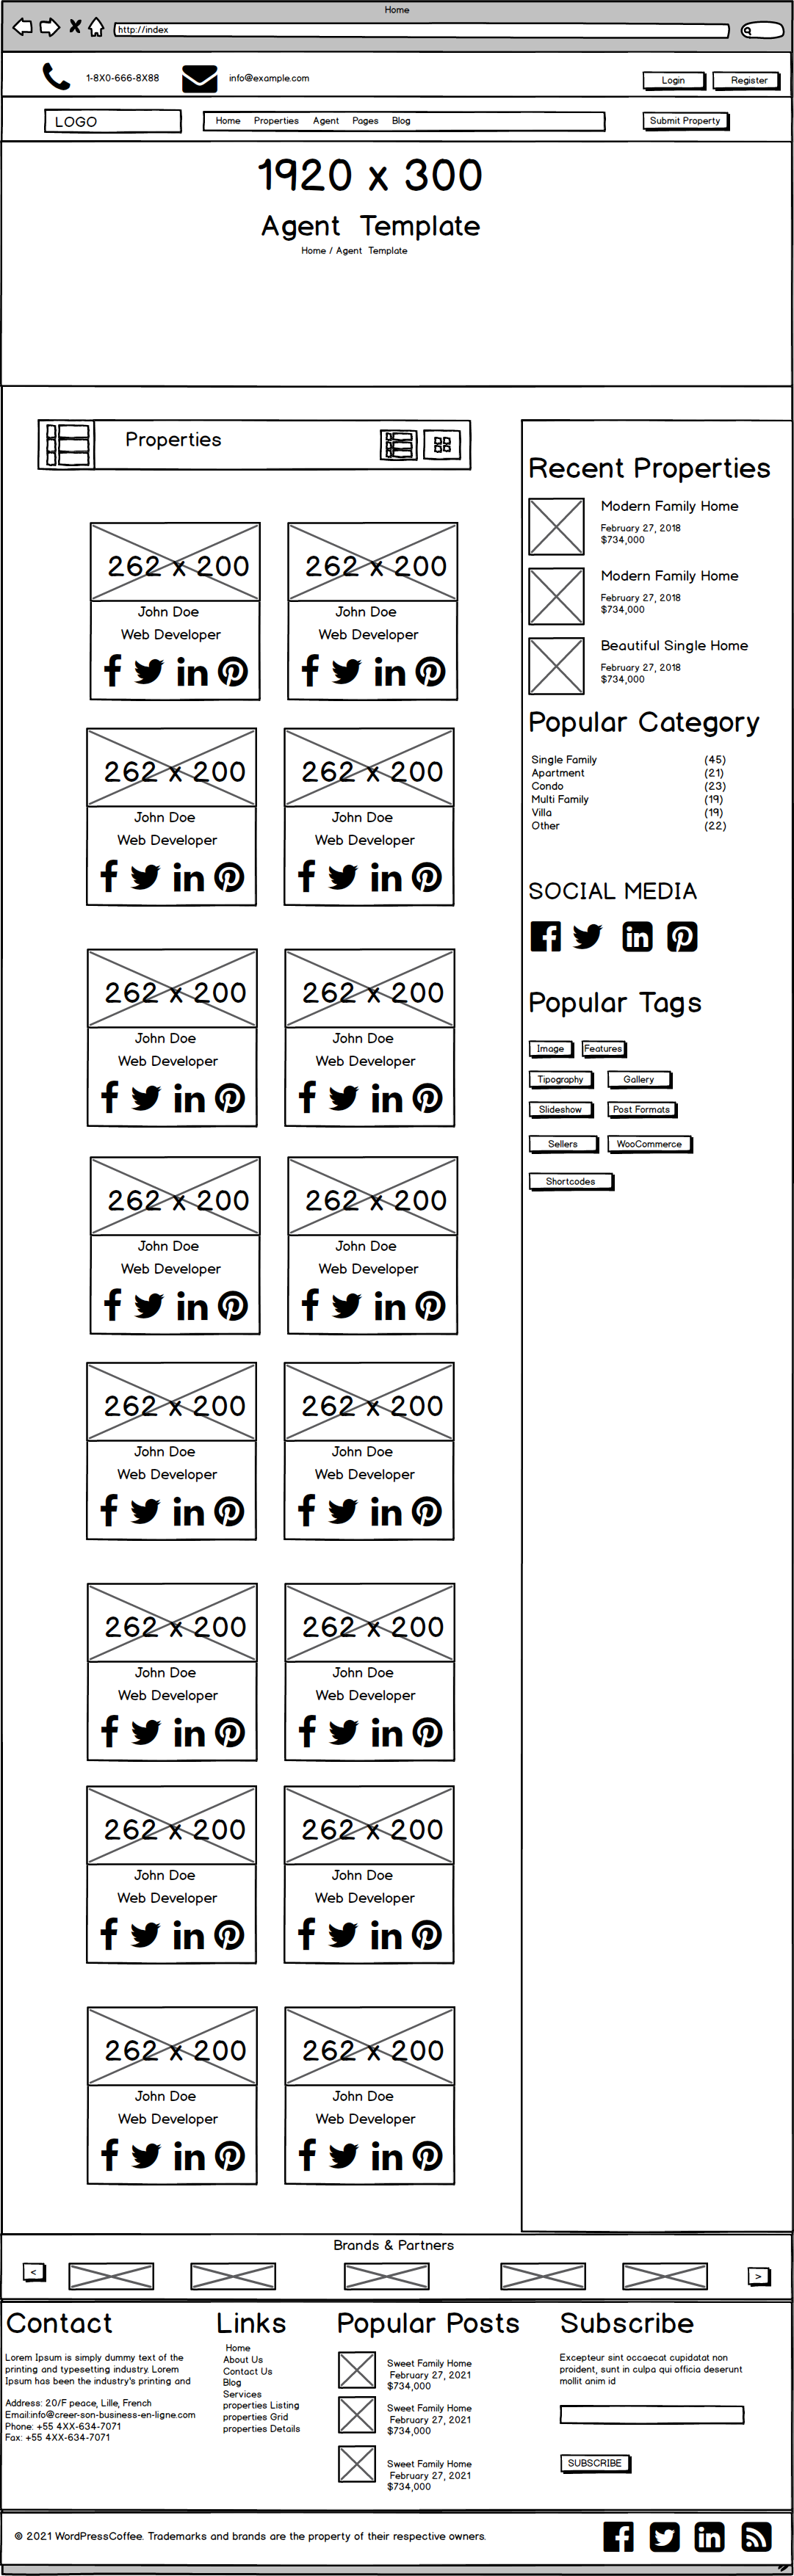 Home
http://index
1-8X0-666-8X88
info@example.com
Login
Register
LOGO
Home Properties Agent Pages Blog
Submit Property
1920 x 300
Agent Template
Home / Agent Template
Properties
262 x 200
John Doe
Web Developer
262 x 200
John Doe
Web Developer
262 x 200
John Doe
Web Developer
262 x 200
John Doe
Web Developer
262 x 200
John Doe
Web Developer
262 x 200
John Doe
Web Developer
262 x 200
John Doe
Web Developer
262 x 200
John Doe
Web Developer
262 x 200
John Doe
Web Developer
262 x 200
John Doe
Web Developer
262 x 200
John Doe
Web Developer
262 x 200
John Doe
Web Developer
262 x 200
John Doe
Web Developer
262 x 200
John Doe
Web Developer
262 x 200
John Doe
Web Developer
262 x 200
John Doe
Web Developer
Recent Properties
Modern Family Home
February 27, 2018
$734,000
Modern Family Home
February 27, 2018
$734,000
Beautiful Single Home
February 27, 2018
$734,000
Popular Category
Single Family (45)
Apartment (21)
Condo (23)
Multi Family (19)
Villa (19)
Other (22)
SOCIAL MEDIA
Popular Tags
Image
Features
Tipography
Gallery
Slideshow
Post Formats
Sellers
WooCommerce
Shortcodes
Brands & Partners
<
>
Contact
Lorem Ipsum is simply dummy text of the
printing and typesetting industry. Lorem
Ipsum has been the industry's printing and
Address: 20/F peace, Lille, French
Email:info@creer-son-business-en-ligne.com
Phone: +55 4XX-634-7071
Fax: +55 4XX-634-7071
Links
Home
About Us
Contact Us
Blog
Services
properties Listing
properties Grid
properties Details
Popular Posts
Sweet Family Home
February 27, 2021
$734,000
Sweet Family Home
February 27, 2021
$734,000
Sweet Family Home
February 27, 2021
$734,000
Subscribe
Excepteur sint occaecat cupidatat non
proident, sunt in culpa qui officia deserunt
mollit anim id
SUBSCRIBE
© 2021 WordPressCoffee. Trademarks and brands are the property of their respective owners.